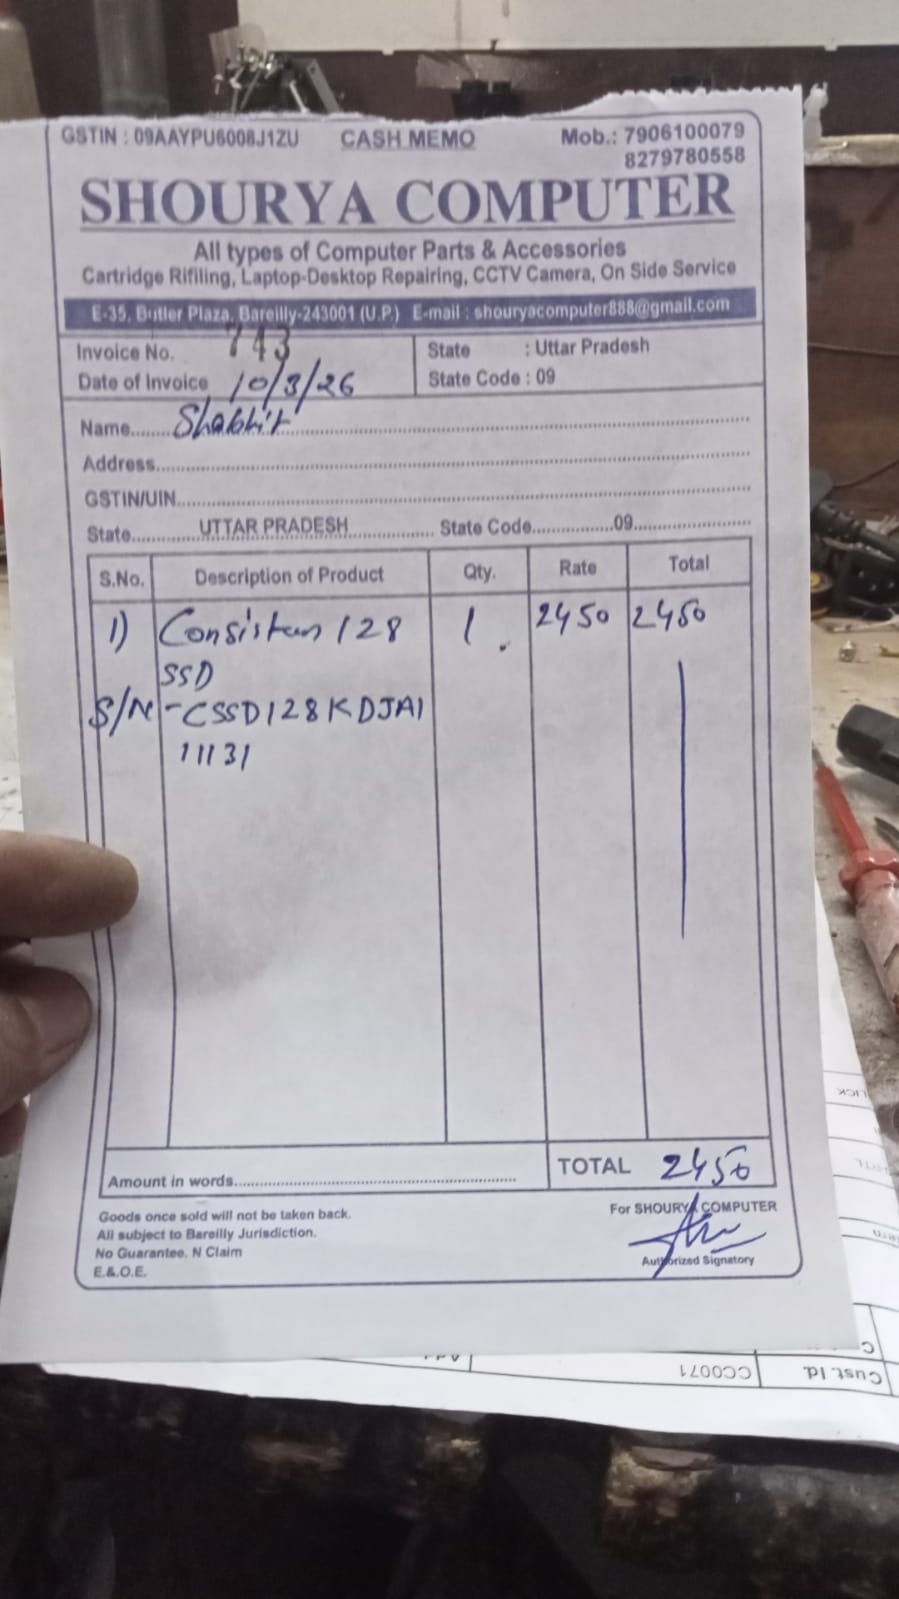 GSTIN : 09AAYPU6008J1ZU CASH MEMO Mob.: 7906100079
8279780558
SHOURYA COMPUTER
All types of Computer Parts & Accessories
Cartridge Rifiling, Laptop-Desktop Repairing, CCTV Camera, On Side Service
E-35, Butler Plaza, Bareilly-243001 (U.P.) E-mail : shouryacomputer888@gmail.com
Invoice No. 743 State : Uttar Pradesh
Date of Invoice 10/3/26 State Code : 09
Name........ Shabbir
Address
GSTIN/UIN
State UTTAR PRADESH State Code 09
S.No. Description of Product Qty. Rate Total
1) Consistan 128 1 2450 2450
SSD
S/N - CSSD128KDJA1
11131
TOTAL 2450
Amount in words
Goods once sold will not be taken back. For SHOURYA COMPUTER
All subject to Bareilly Jurisdiction.
No Guarantee. N Claim
E.&.O.E. Authorized Signatory
Cust. Id. CC0071